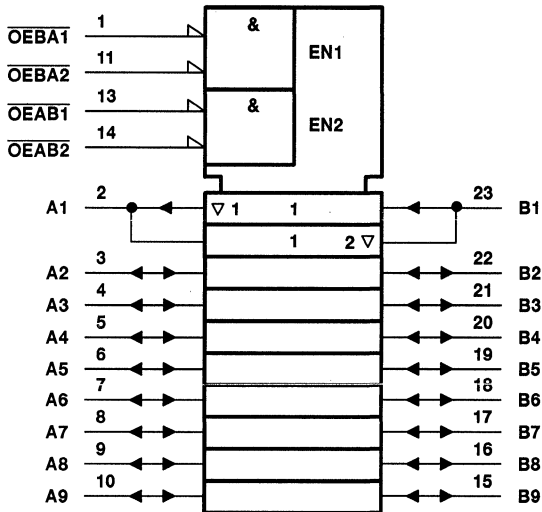 OEBA1 1 & EN1
OEBA2 11
OEAB1 13 & EN2
OEAB2 14
A1 2 ▽ 1 1 23 B1
1 2 ▽
A2 3 22 B2
A3 4 21 B3
A4 5 20 B4
A5 6 19 B5
A6 7 18 B6
A7 8 17 B7
A8 9 16 B8
A9 10 15 B9